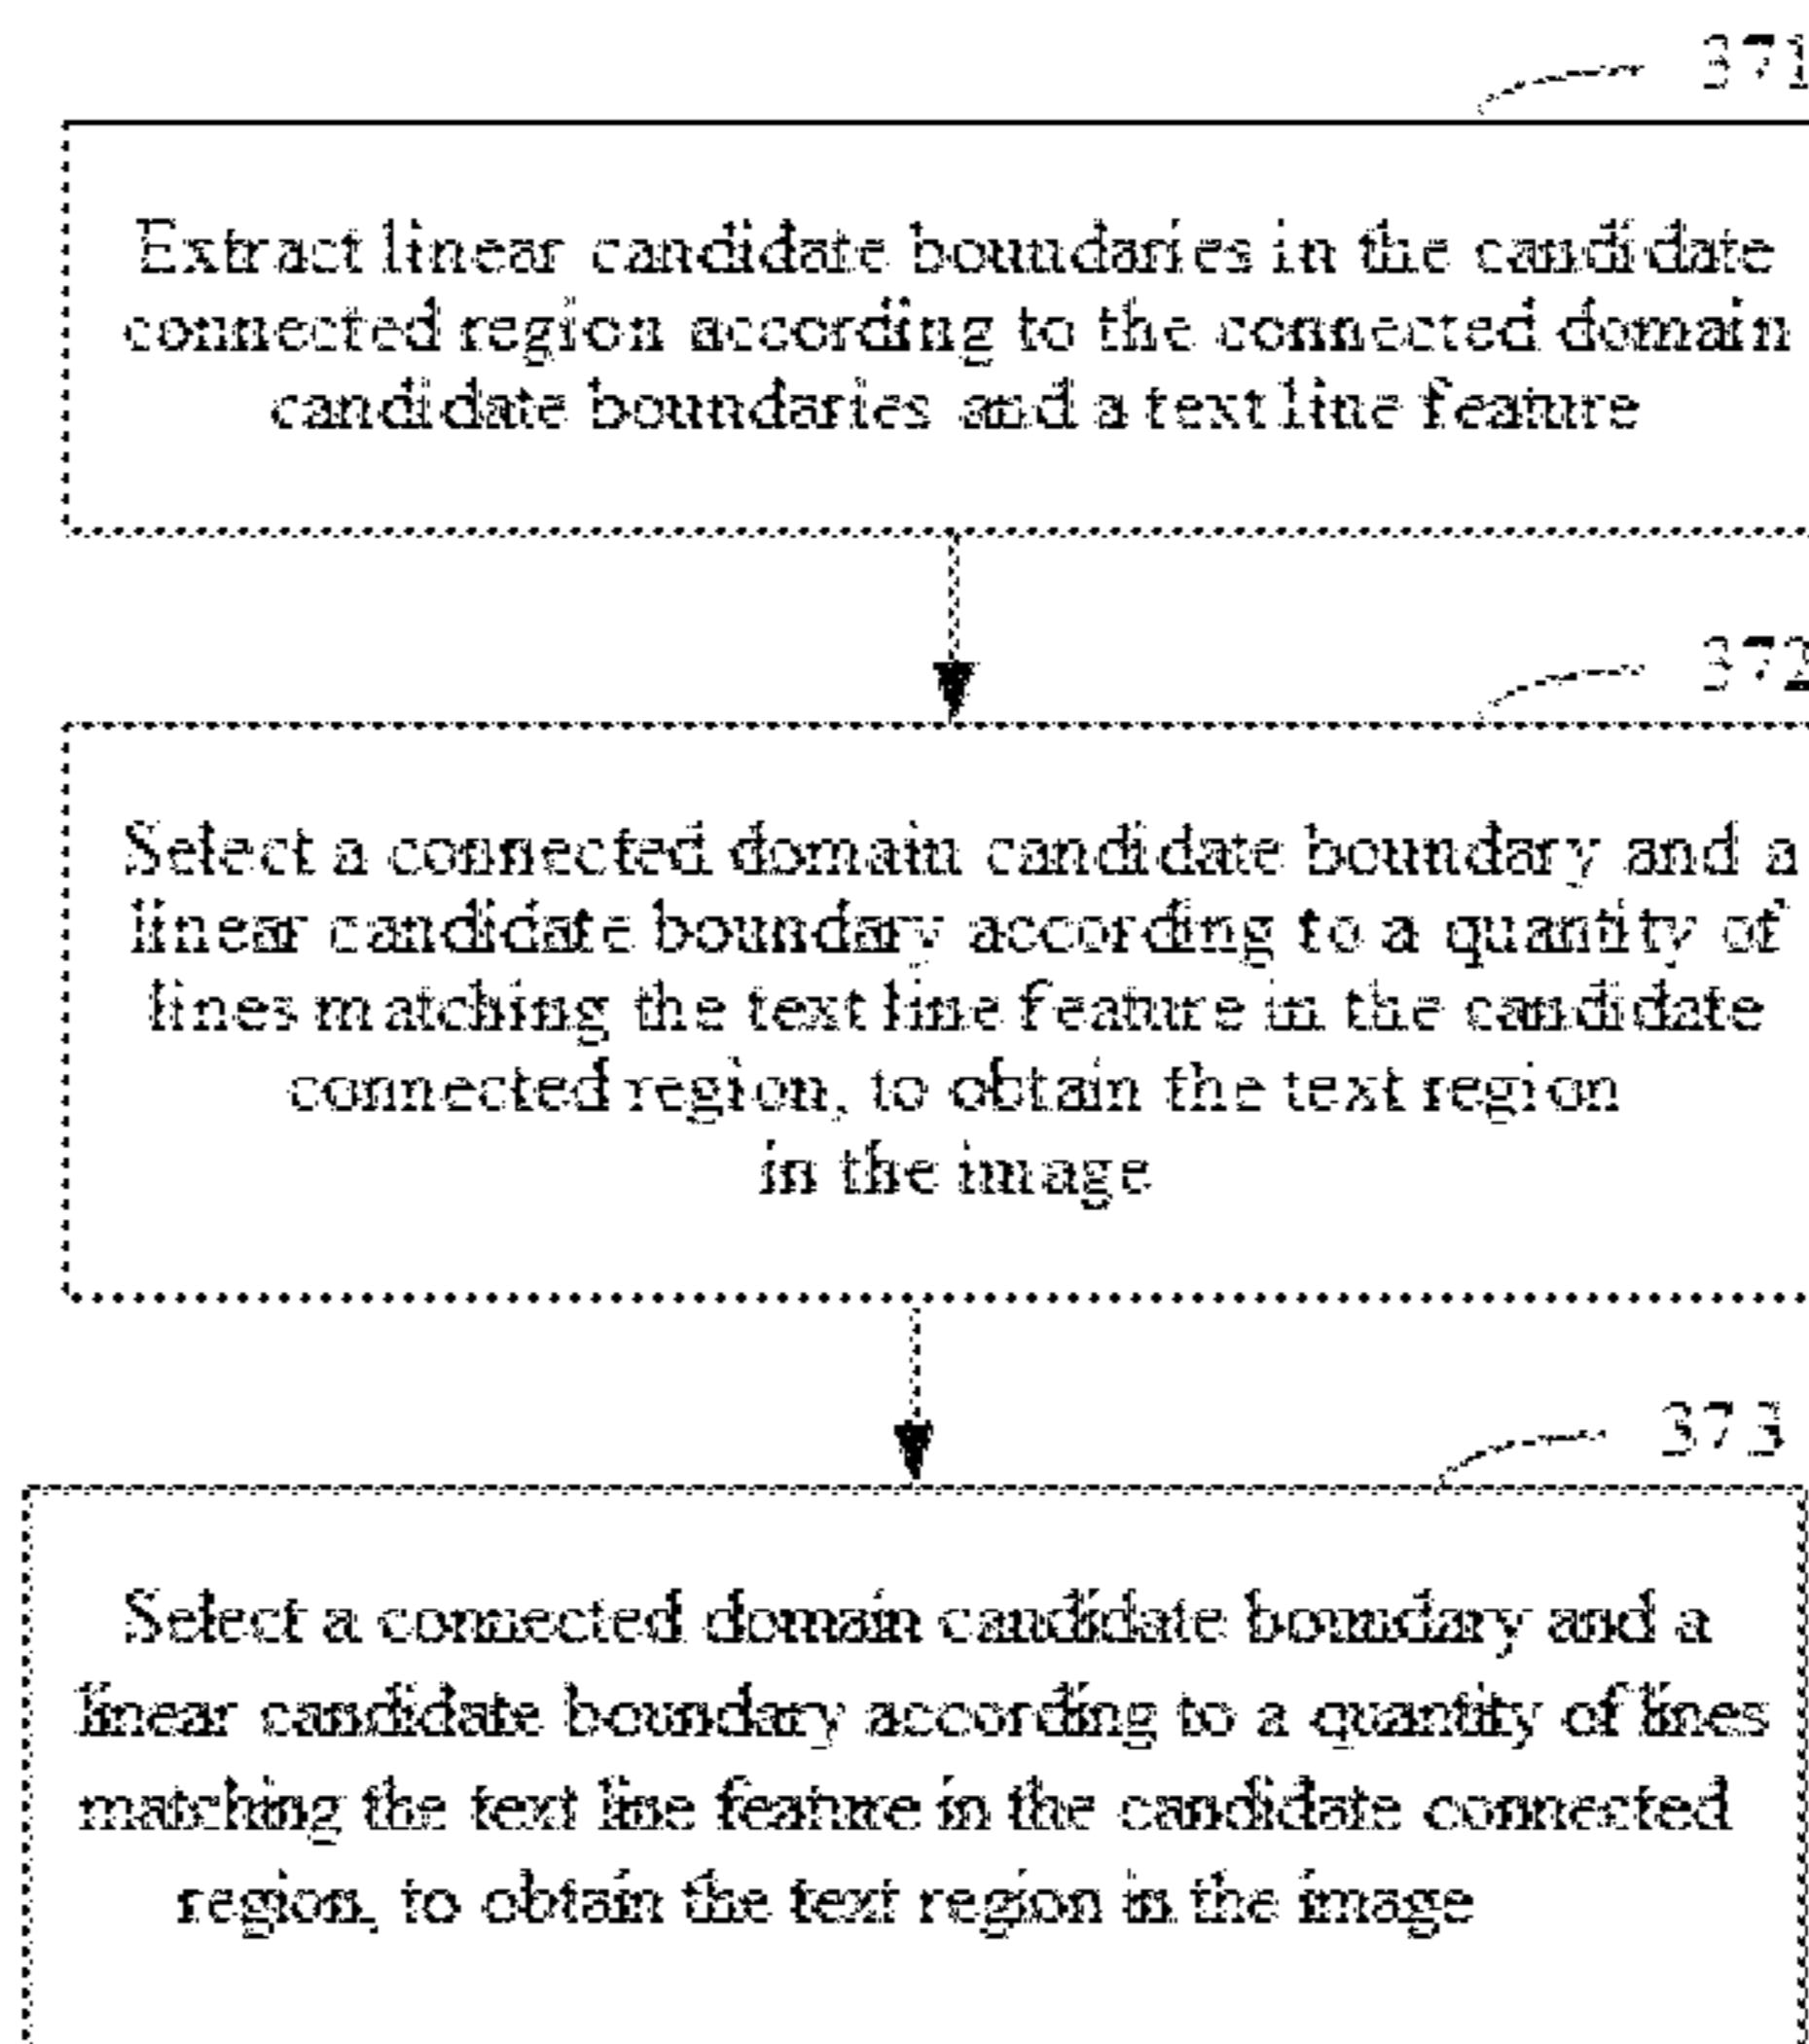 371
Extract linear candidate boundaries in the candidate
connected region according to the connected domain
candidate boundaries and a text line feature
372
Select a connected domain candidate boundary and a
linear candidate boundary according to a quantity of
lines matching the text line feature in the candidate
connected region, to obtain the text region
in the image
373
Select a connected domain candidate boundary and a
linear candidate boundary according to a quantity of lines
matching the text line feature in the candidate connected
region, to obtain the text region in the image